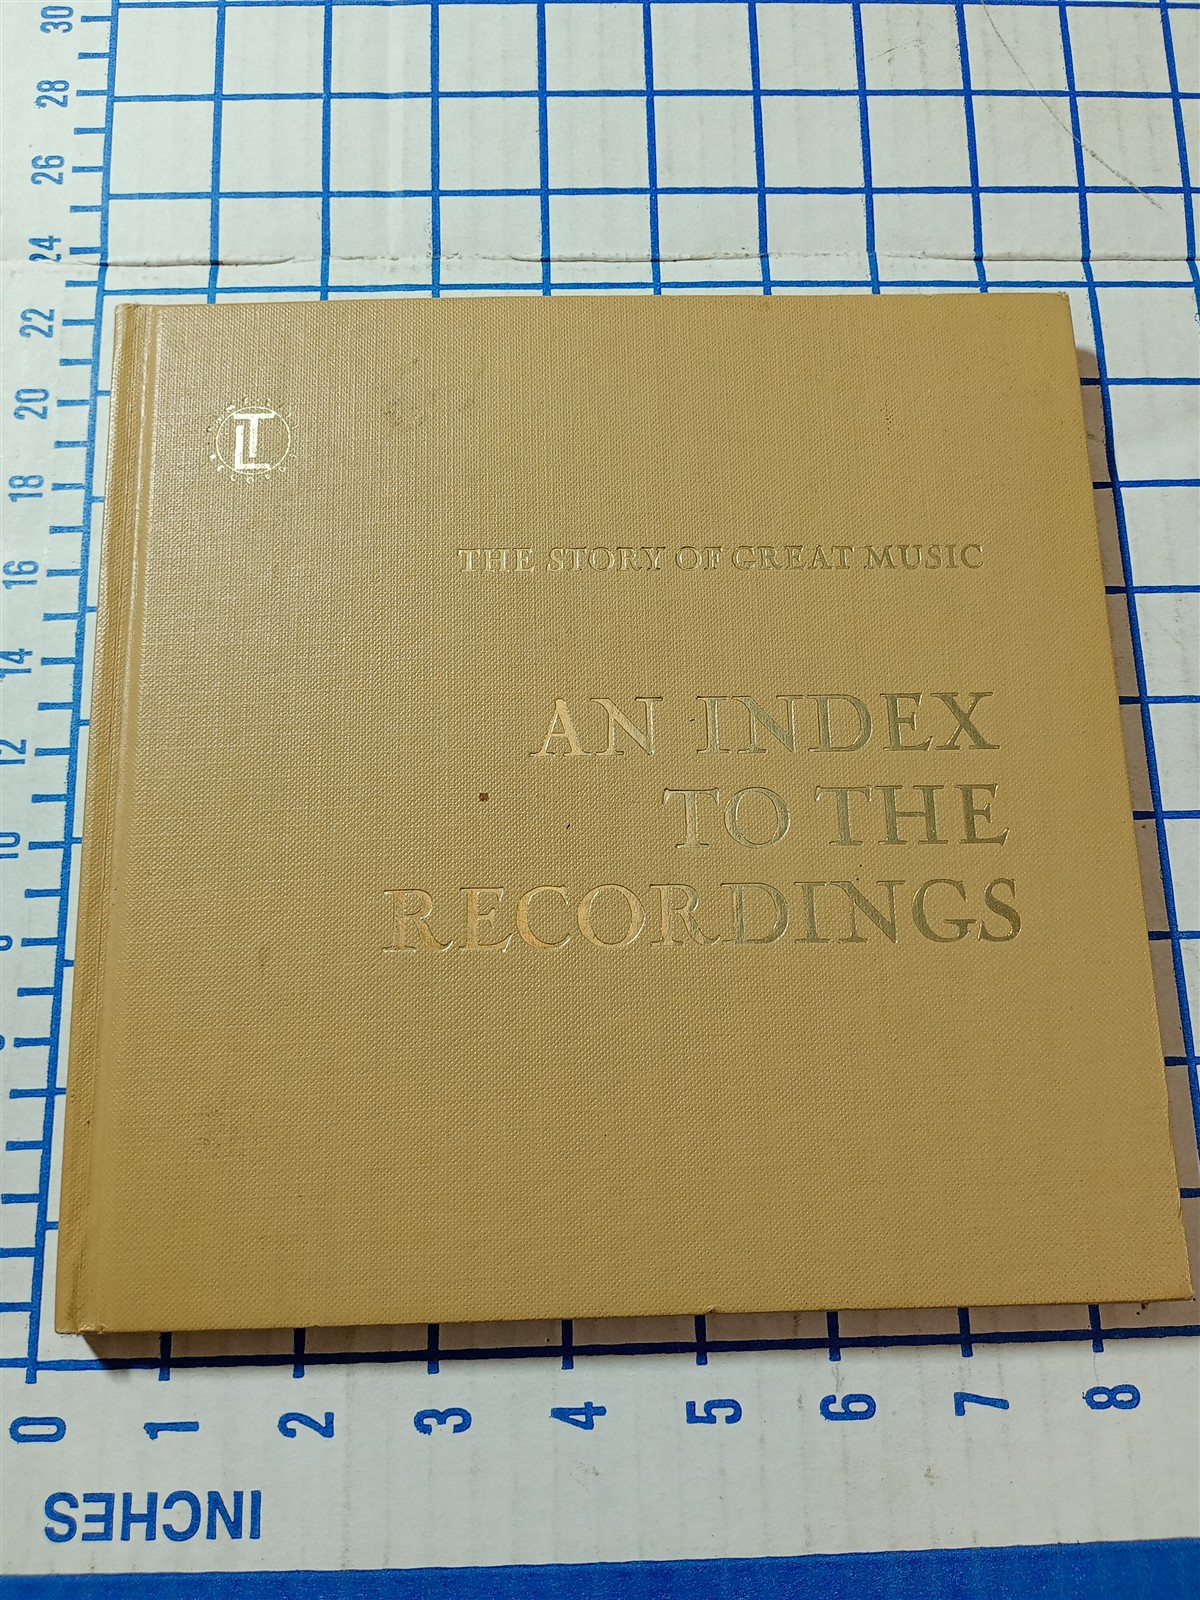 30
28
26
24
22
20
18
16
14
12
10
TL
THE STORY OF GREAT MUSIC
AN INDEX
TO THE
RECORDINGS
0 1 2 3 4 5 6 7 8
INCHES